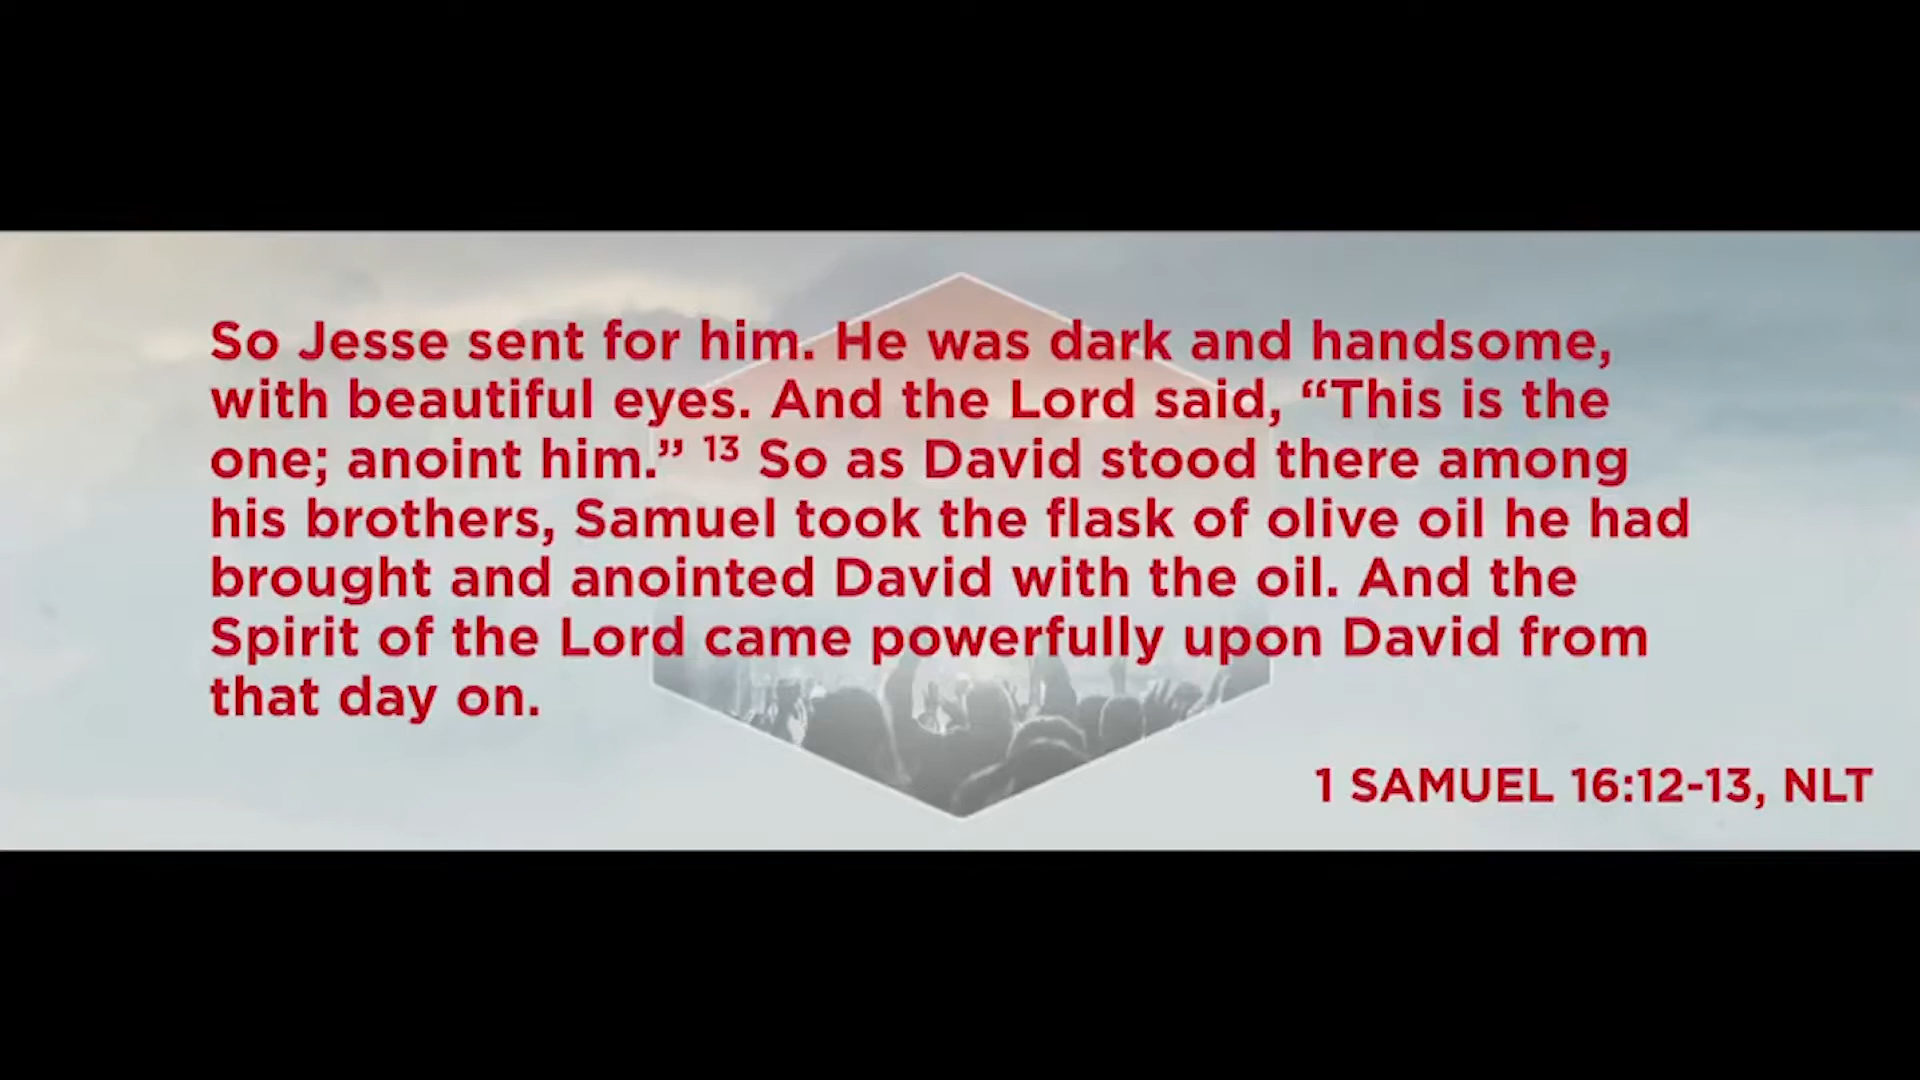 So Jesse sent for him. He was dark and handsome,
with beautiful eyes. And the Lord said, “This is the
one; anoint him.” 13 So as David stood there among
his brothers, Samuel took the flask of olive oil he had
brought and anointed David with the oil. And the
Spirit of the Lord came powerfully upon David from
that day on.
1 SAMUEL 16:12-13, NLT